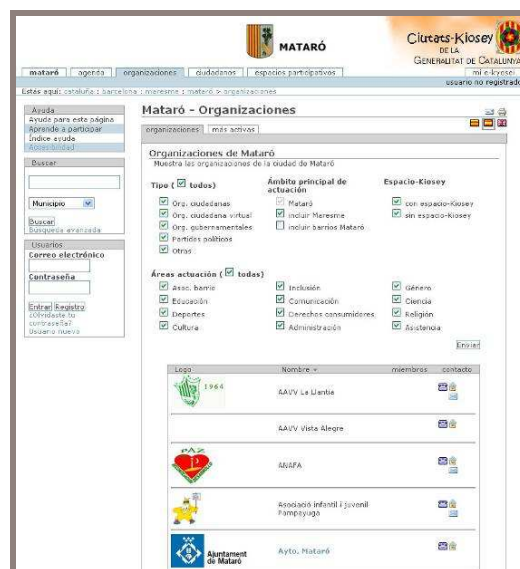 MATARÓ
Ciutats-Kiosey
DE LA
GENERALITAT DE CATALUNYA
mataró agenda organizaciones ciudadanos espacios participativos mi e-kyosei
usuario no registrado
Estás aquí: cataluña : barcelona : maresme : mataró > organizaciones
Ayuda
Ayuda para esta página
Aprende a participar
Índice ayuda
Accesibilidad
Buscar
Municipio
Buscar
Búsqueda avanzada
Usuarios
Correo electrónico
Contraseña
Entrar Registro
¿Olvidaste tu
contraseña?
Usuario nuevo
Mataró - Organizaciones
organizaciones más activas
Organizaciones de Mataró
Muestra las organizaciones de la ciudad de Mataró
Tipo ( todos)
Org. ciudadanas
Org. ciudadana virtual
Org. gubernamentales
Partidos políticos
Otras
Ámbito principal de
actuación
Mataró
incluir Maresme
incluir barrios Mataró
Espacio-Kiosey
con espacio-Kiosey
sin espacio-Kiosey
Áreas actuación ( todas)
Asoc. barrio Inclusión Género
Educación Comunicación Ciencia
Deportes Derechos consumidores Religión
Cultura Administración Asistencia
Enviar
Logo Nombre miembros contacto
1964
AAVV La Llantia
AAVV Vista Alegre
PAZ
ANAFA
Asociació infantil i juvenil
Pampayuga
Ajuntament
de Mataró
Ayto. Mataró